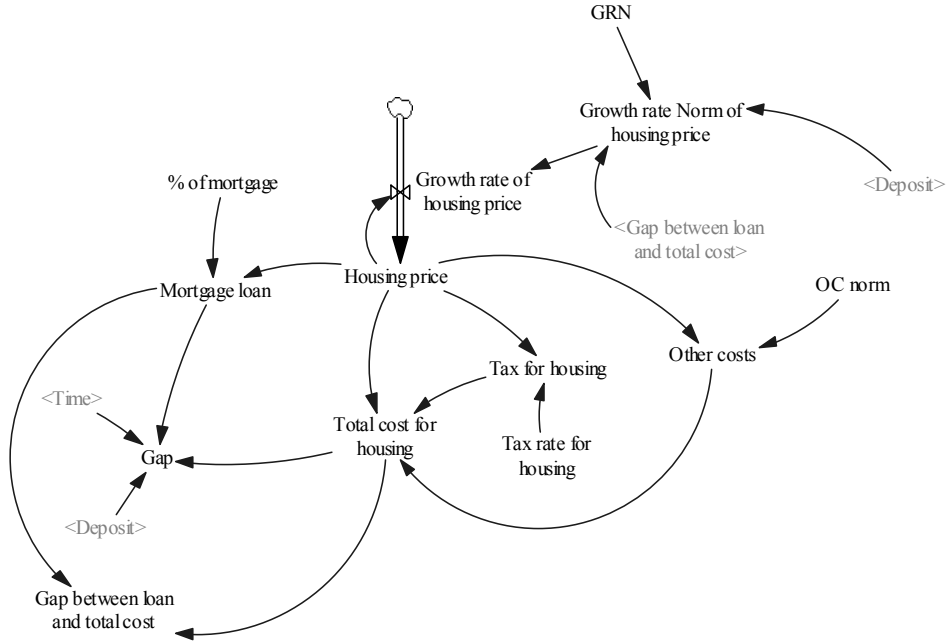 GRN
Growth rate Norm of
housing price
% of mortgage
Growth rate of
housing price
<Deposit>
<Gap between loan
and total cost>
Mortgage loan
Housing price
OC norm
Other costs
Tax for housing
<Time>
Total cost for
housing
Tax rate for
housing
Gap
<Deposit>
Gap between loan
and total cost